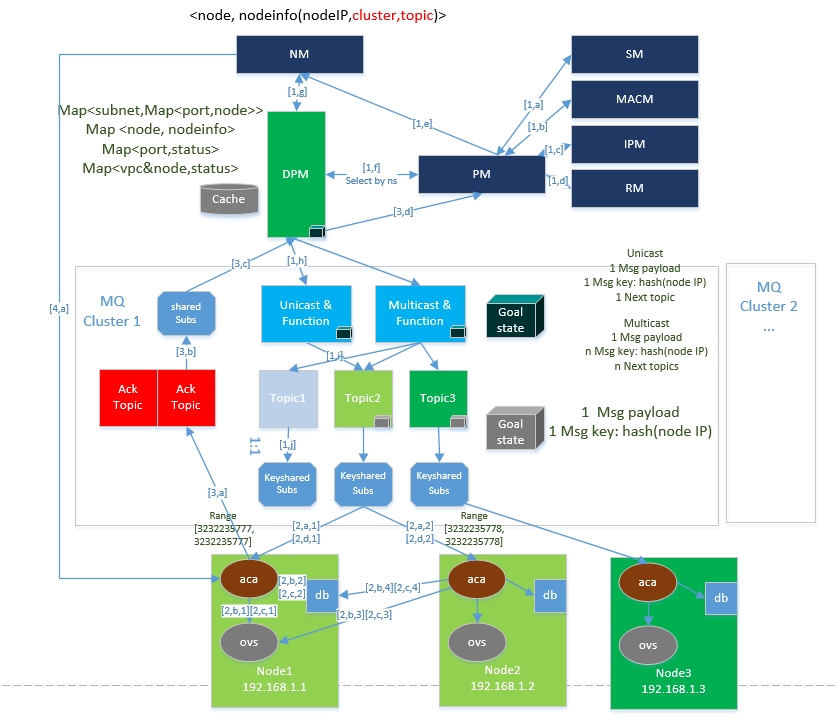 <node, nodeinfo(nodeIP,cluster,topic)>
NM
SM
MACM
IPM
RM
[1,g]
[1,e]
[1,a]
[1,b]
[1,c]
[1,d]
Map<subnet,Map<port,node>>
Map <node, nodeinfo>
Map<port,status>
Map<vpc&node,status>
DPM
[1,f]
Select by ns
PM
Cache
[3,d]
[3,c]
[1,h]
[4,a]
MQ
Cluster 1
shared
Subs
Unicast &
Function
Multicast &
Function
Goal
state
Unicast
1 Msg payload
1 Msg key: hash(node IP)
1 Next topic
Multicast
1 Msg payload
n Msg key: hash(node IP)
n Next topics
MQ
Cluster 2
...
[3,b]
[1,i]
Ack
Topic
Ack
Topic
Topic1
Topic2
Topic3
Goal
state
1 Msg payload
1 Msg key: hash(node IP)
1:1
[1,j]
Keyshared
Subs
Keyshared
Subs
Keyshared
Subs
[3,a]
Range
[3232235777,
3232235777]
[2,a,1]
[2,d,1]
[2,a,2]
[2,d,2]
Range
[3232235778,
3232235778]
aca
[2,b,2]
[2,c,2]
db
[2,b,1][2,c,1]
ovs
Node1
192.168.1.1
[2,b,4][2,c,4]
[2,b,3][2,c,3]
aca
db
ovs
Node2
192.168.1.2
aca
db
ovs
Node3
192.168.1.3